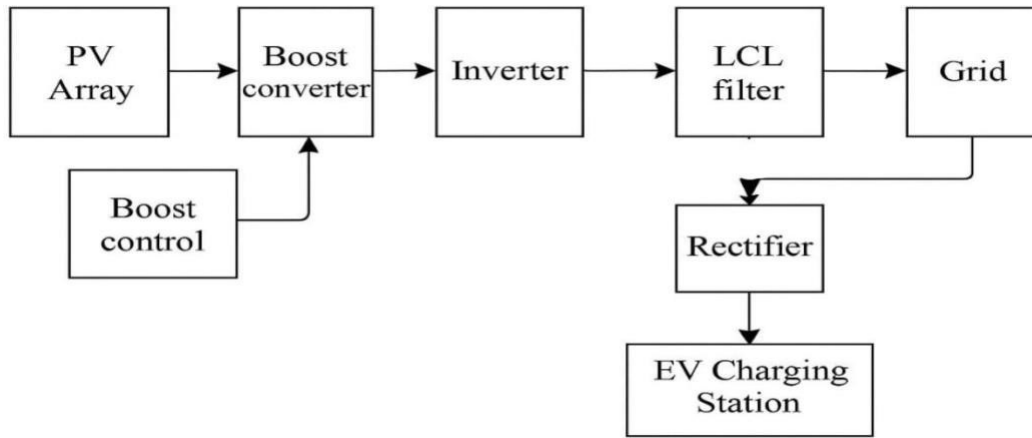 PV
Array
Boost
converter
Inverter
LCL
filter
Grid
Boost
control
Rectifier
EV Charging
Station